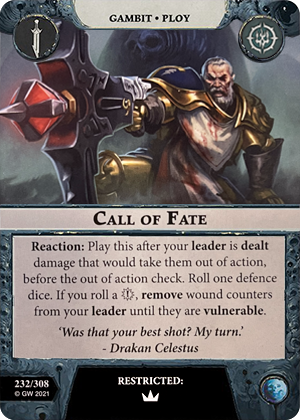 GAMBIT • PLOY
CALL OF FATE
Reaction: Play this after your leader is dealt
damage that would take them out of action,
before the out of action check. Roll one defence
dice. If you roll a , remove wound counters
from your leader until they are vulnerable.
'Was that your best shot? My turn.'
- Drakan Celestus
232/308
© GW 2021
RESTRICTED: